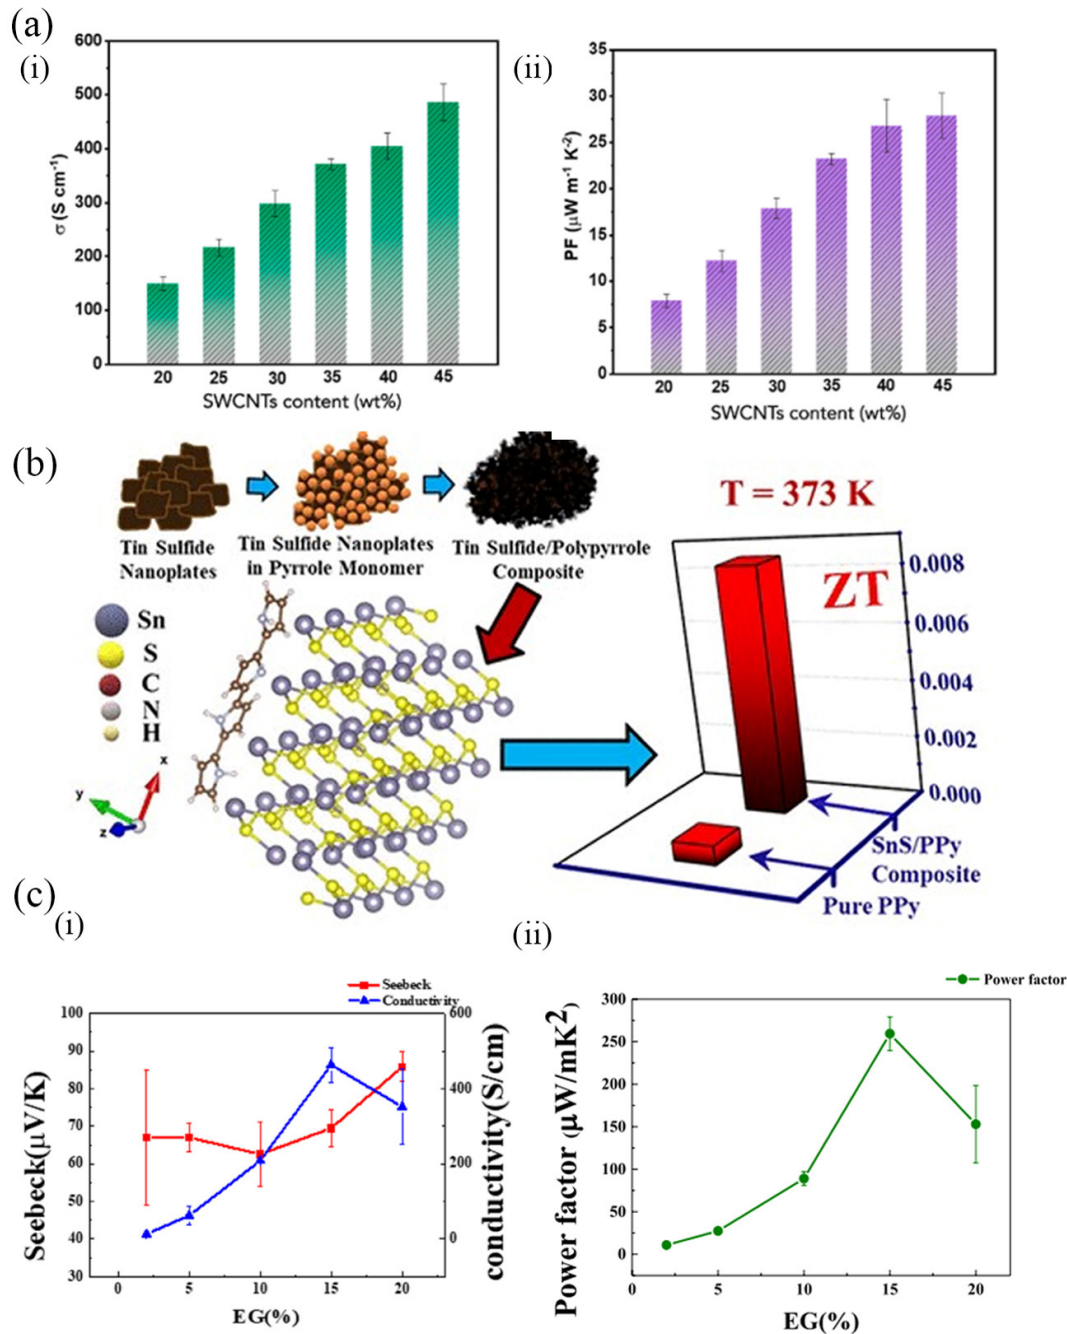 (a)
(i)
600
500
400
300
200
100
0
σ (S cm⁻¹)
20 25 30 35 40 45
SWCNTs content (wt%)
(ii)
35
30
25
20
15
10
5
0
PF (μW m⁻¹ K⁻²)
20 25 30 35 40 45
SWCNTs content (wt%)
(b)
Tin Sulfide
Nanoplates
Tin Sulfide Nanoplates
in Pyrrole Monomer
Tin Sulfide/Polypyrrole
Composite
Sn
S
C
N
H
x
y
z
T = 373 K
ZT
0.008
0.006
0.004
0.002
0.000
SnS/PPy
Composite
Pure PPy
(c)
(i)
Seebeck
Conductivity
100
90
80
70
60
50
40
30
Seebeck(μV/K)
600
400
200
0
conductivity(S/cm)
0 5 10 15 20
EG(%)
(ii)
Power factor
300
250
200
150
100
50
0
Power factor (μW/mK²)
0 5 10 15 20
EG(%)